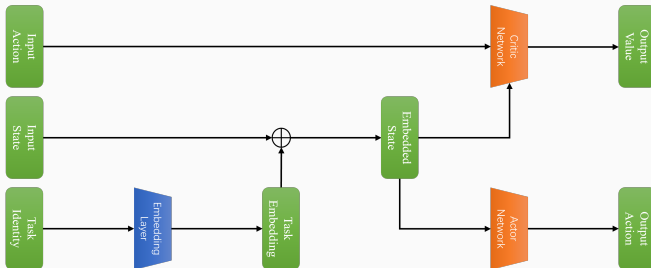 Input
Action
Critic
Network
Output
Value
Input
State
Embedded
State
Task
Identity
Embedding
Layer
Task
Embedding
Actor
Network
Output
Action